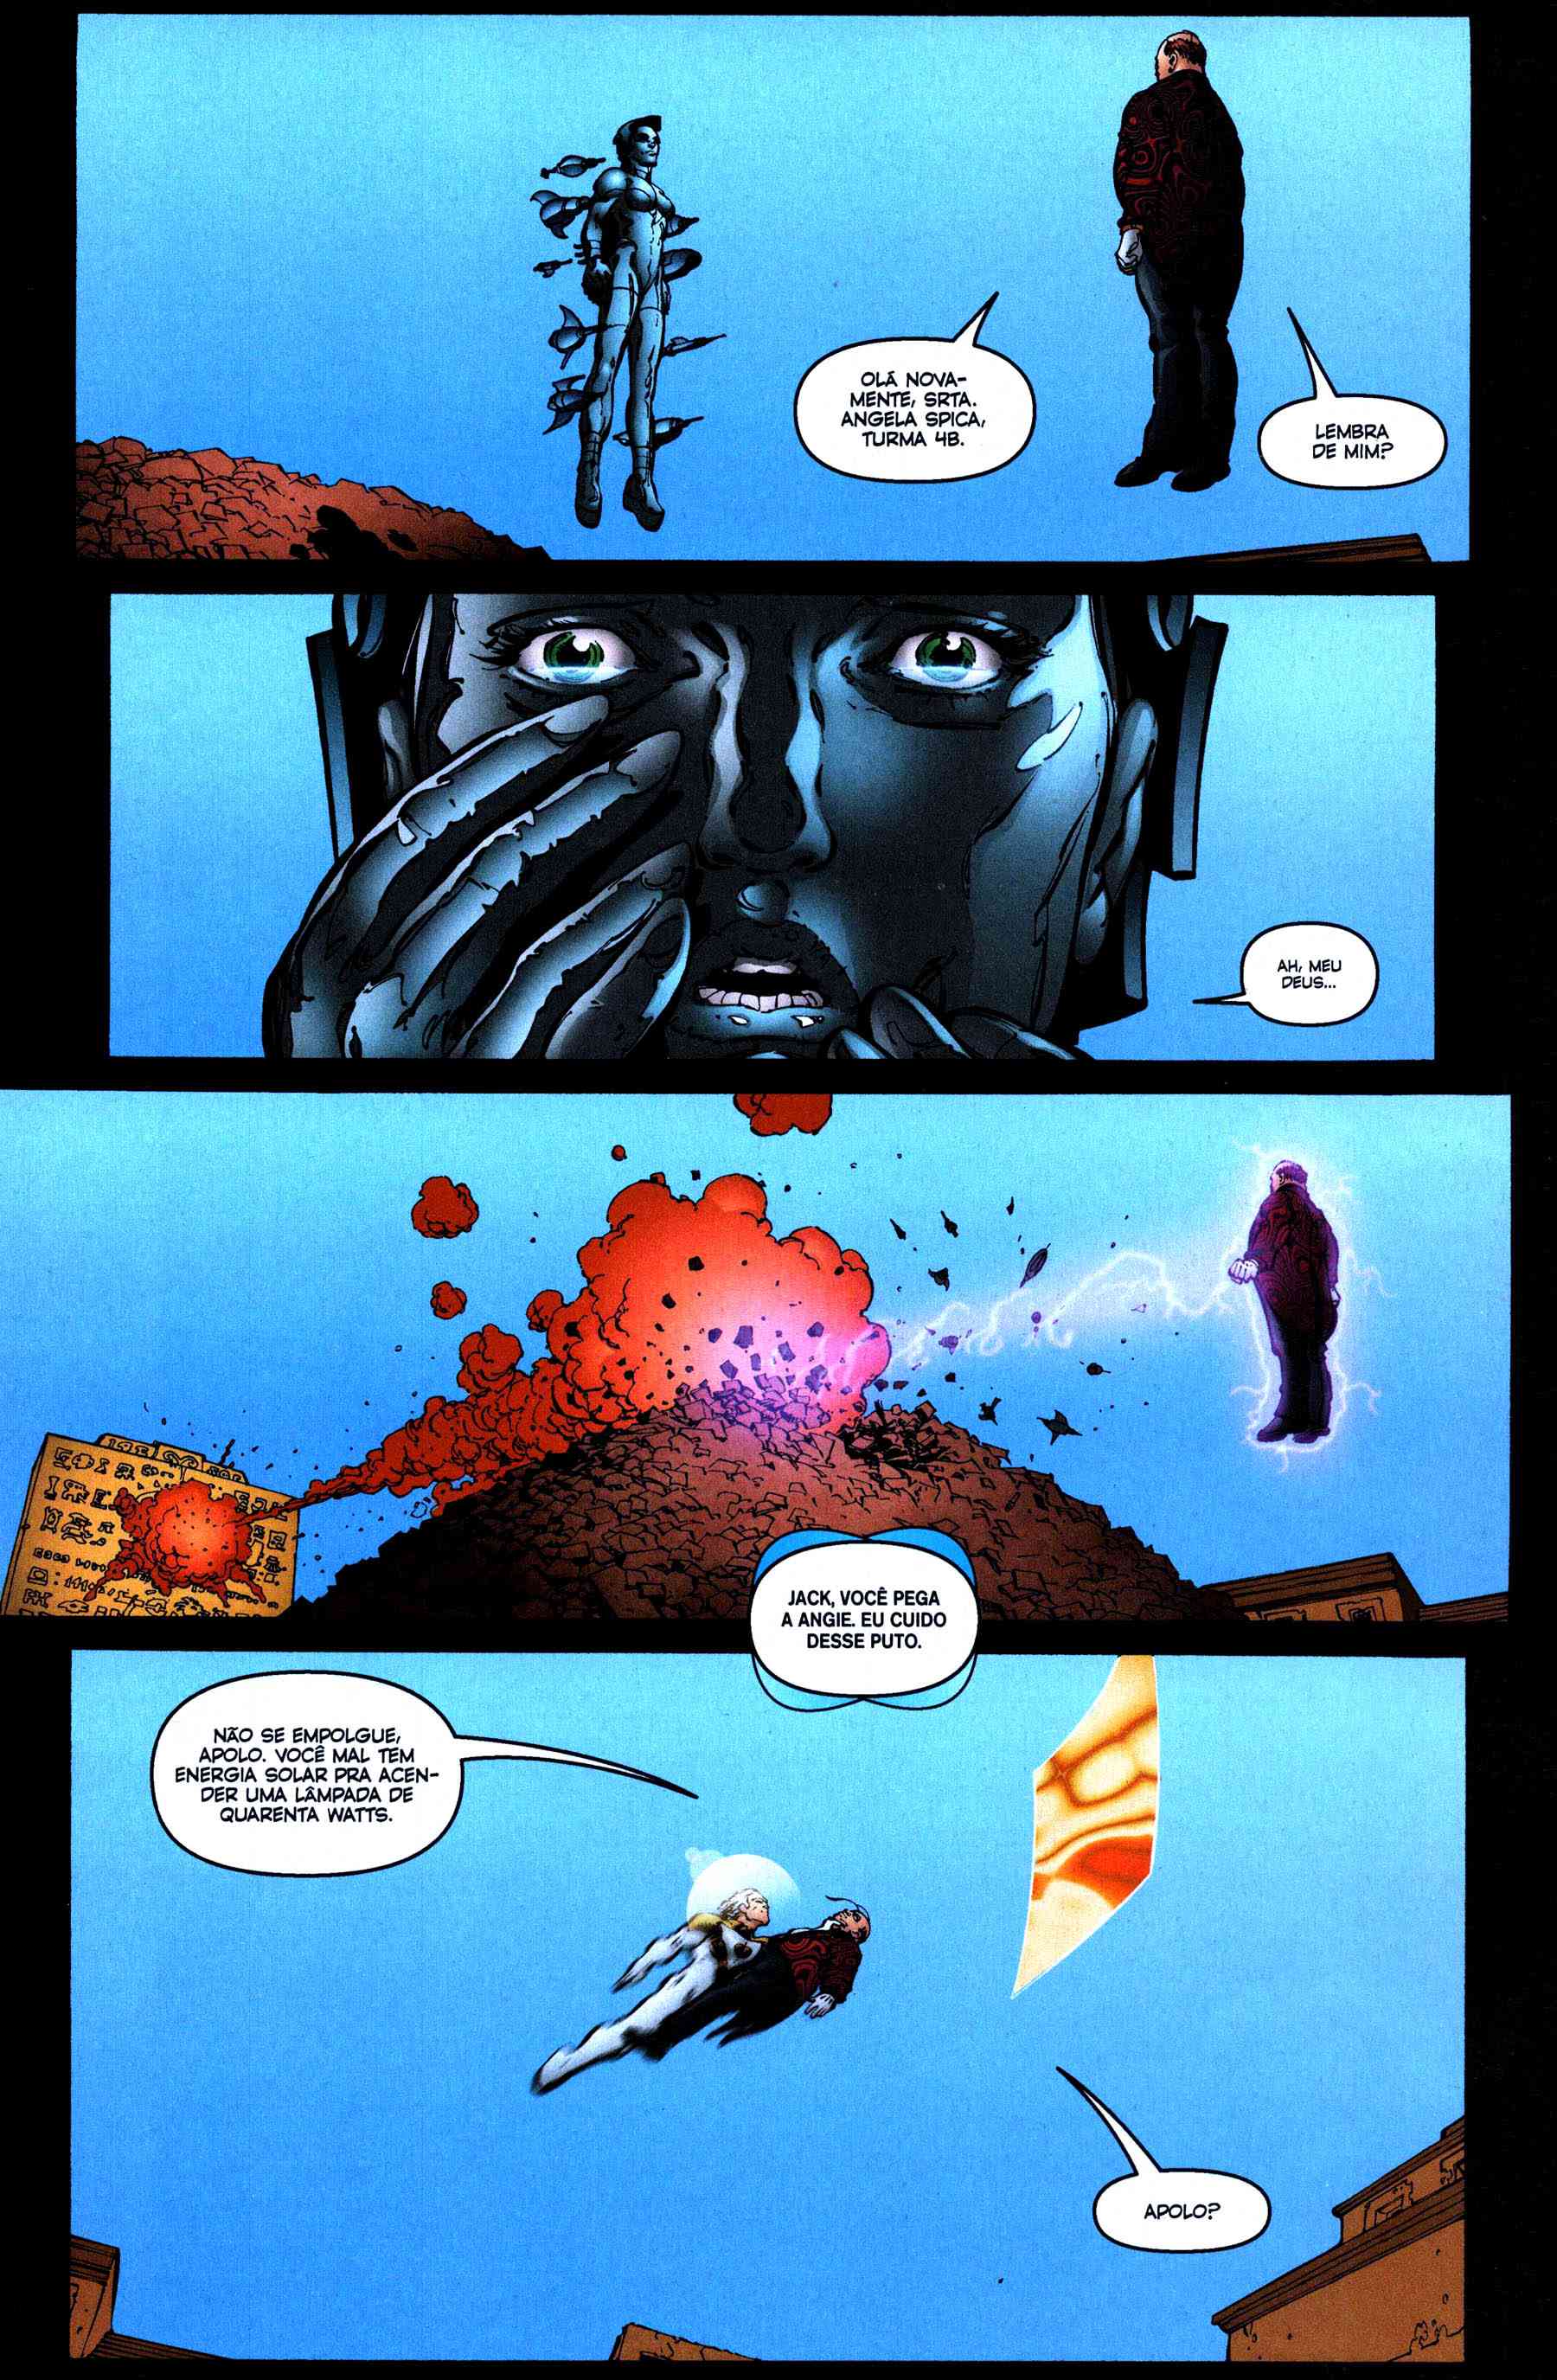 OLÁ NOVA-
MENTE, SRTA.
ANGELA SPICA,
TURMA 4B.
LEMBRA
DE MIM?
AH, MEU
DEUS...
JACK, VOCÊ PEGA
A ANGIE. EU CUIDO
DESSE PUTO.
NÃO SE EMPOLGUE,
APOLO. VOCÊ MAL TEM
ENERGIA SOLAR PRA ACEN-
DER UMA LÂMPADA DE
QUARENTA WATTS.
APOLO?